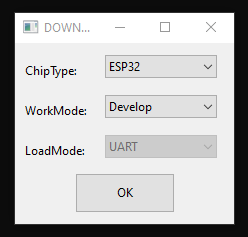 DOWN...
ChipType: ESP32
WorkMode: Develop
LoadMode: UART
OK